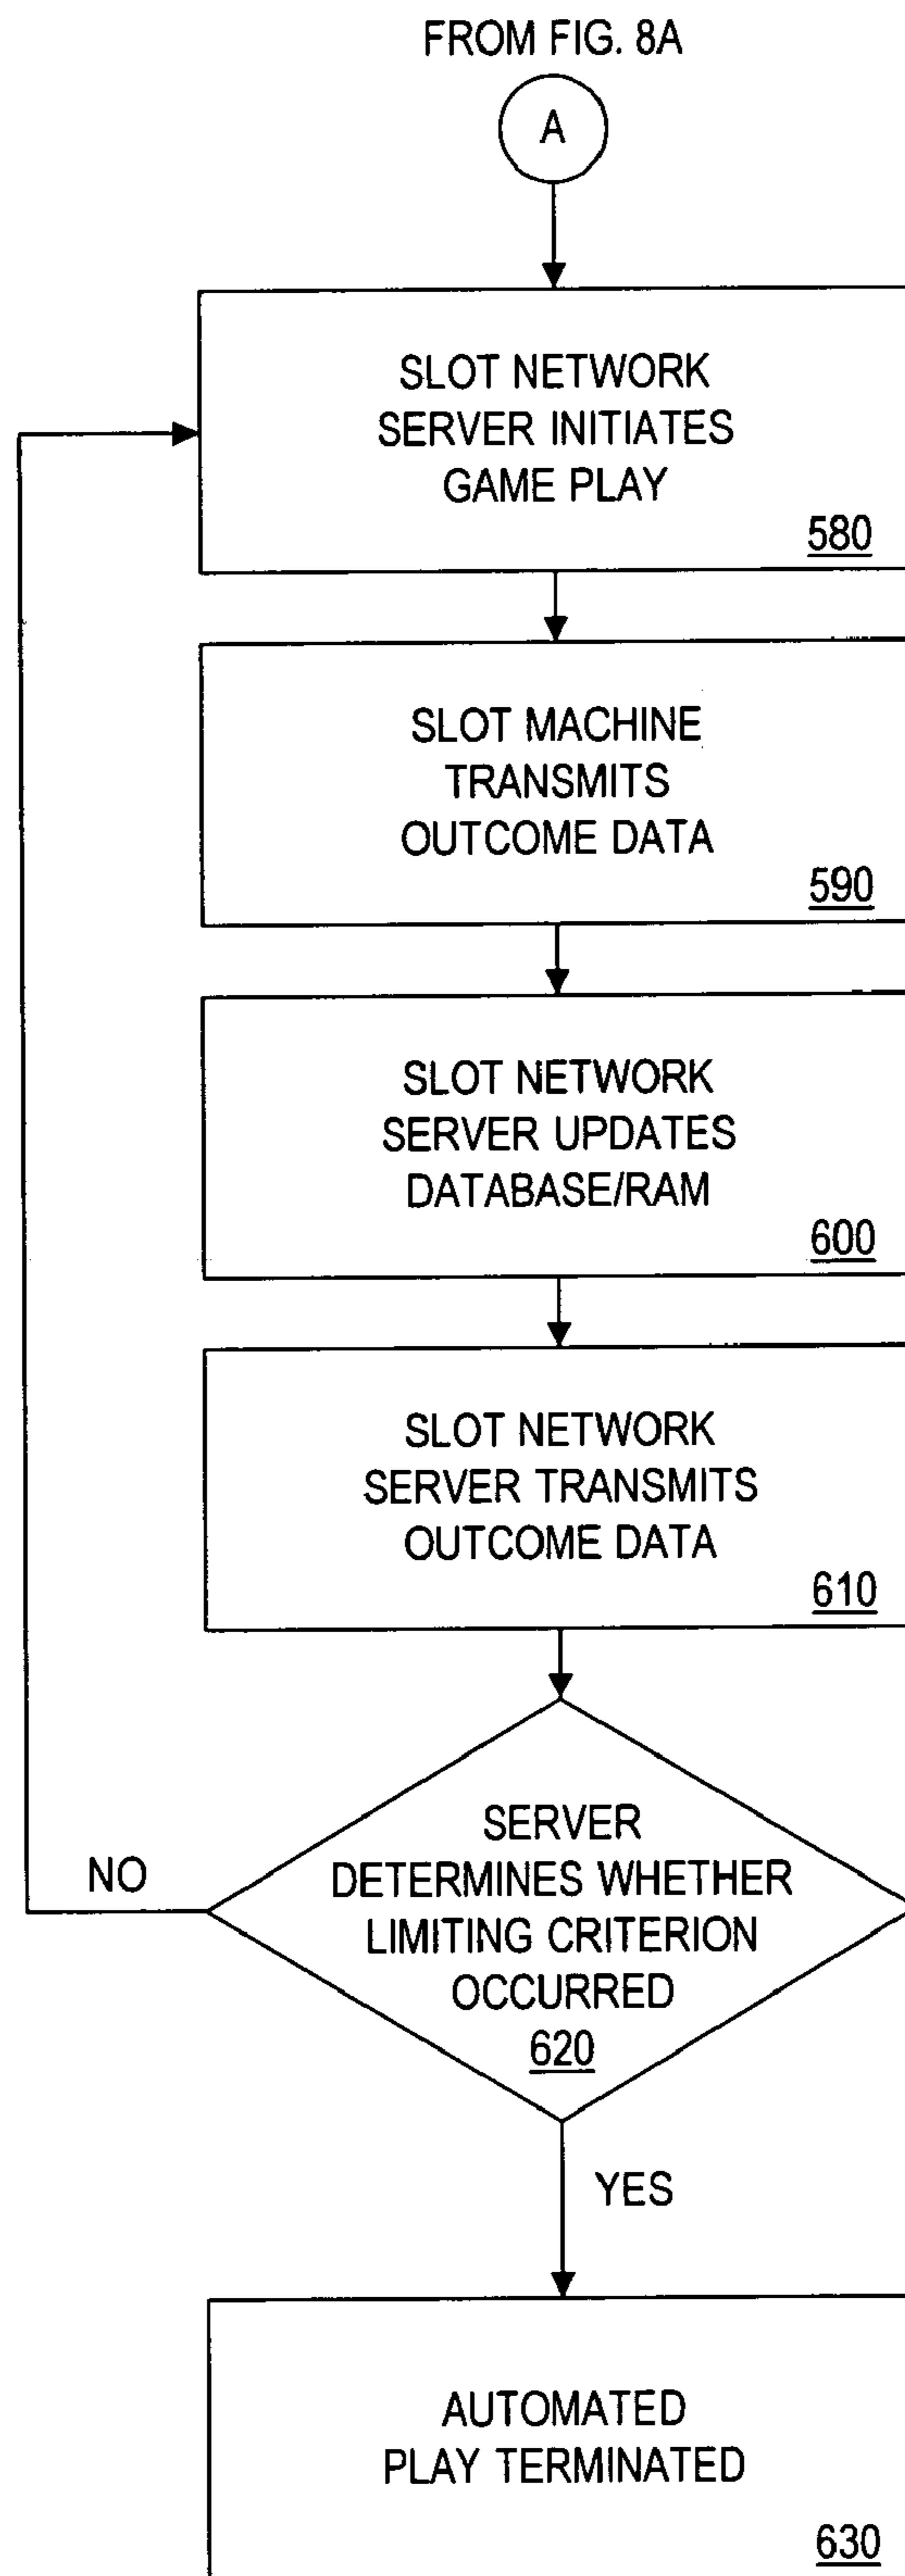 FROM FIG. 8A
A
SLOT NETWORK
SERVER INITIATES
GAME PLAY
580
SLOT MACHINE
TRANSMITS
OUTCOME DATA
590
SLOT NETWORK
SERVER UPDATES
DATABASE/RAM
600
SLOT NETWORK
SERVER TRANSMITS
OUTCOME DATA
610
SERVER
DETERMINES WHETHER
LIMITING CRITERION
OCCURRED
620
NO
YES
AUTOMATED
PLAY TERMINATED
630